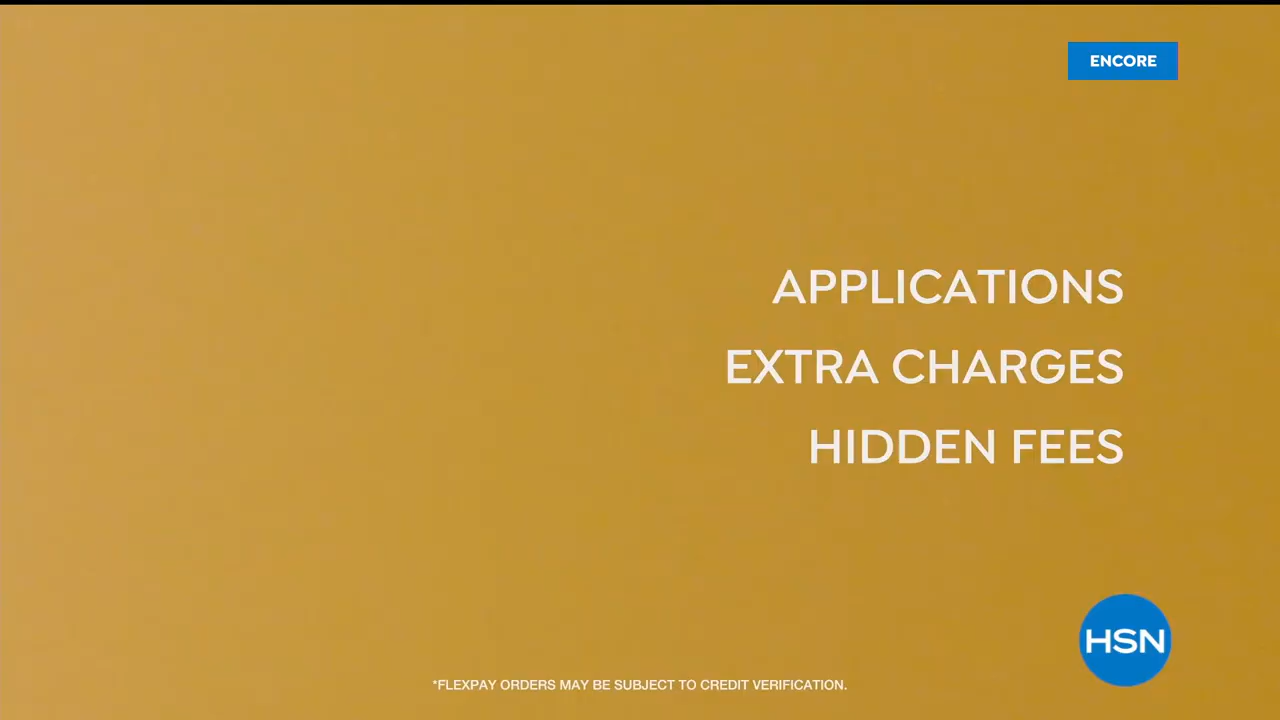 ENCORE
APPLICATIONS
EXTRA CHARGES
HIDDEN FEES
HSN
*FLEXPAY ORDERS MAY BE SUBJECT TO CREDIT VERIFICATION.